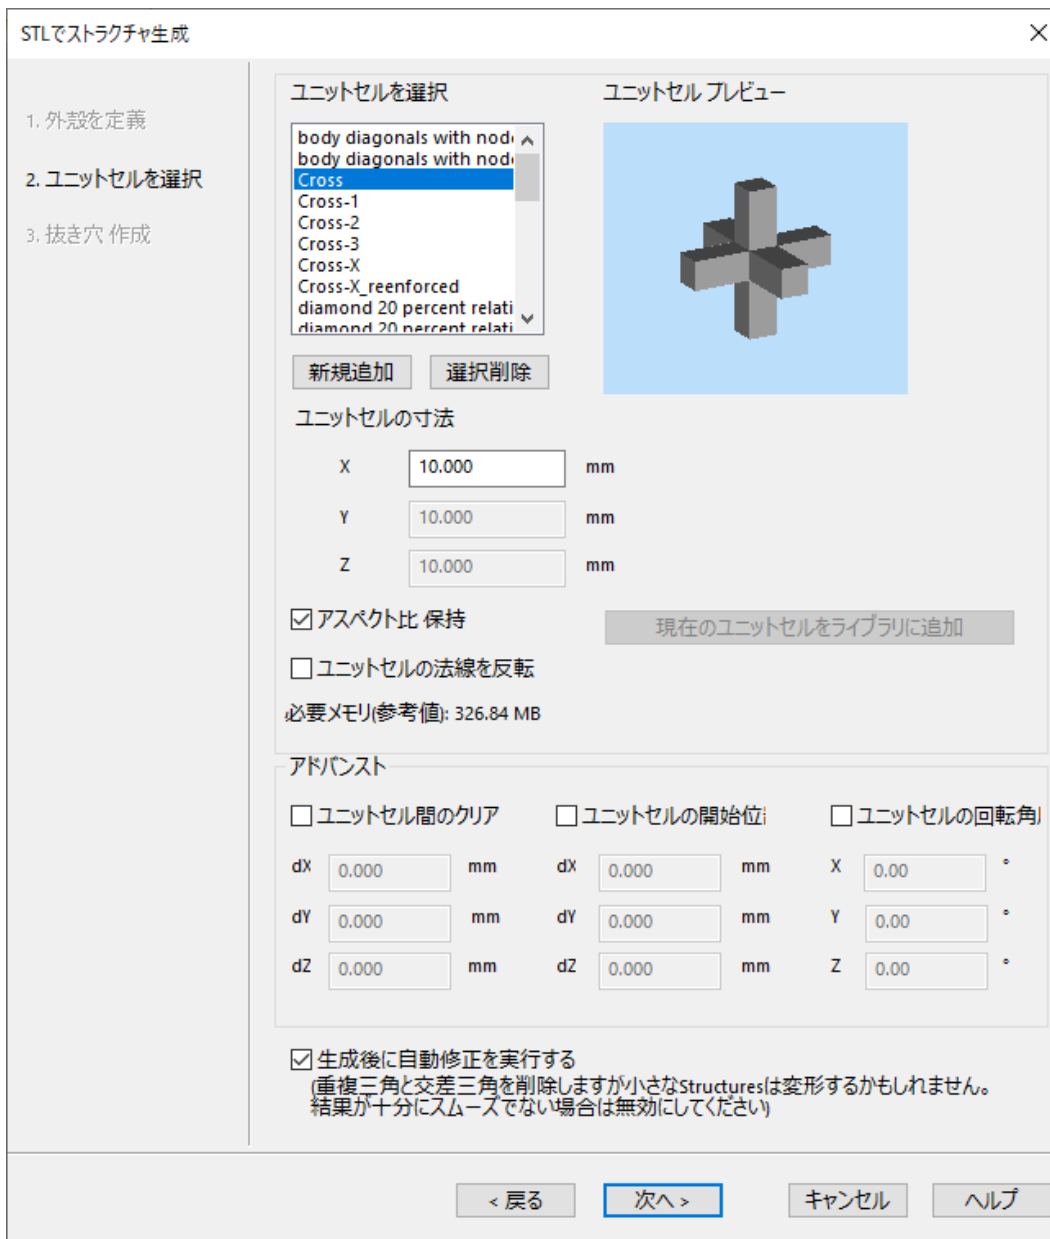 STLでストラクチャ生成
1. 外殻を定義
2. ユニットセルを選択
3. 抜き穴 作成
ユニットセルを選択
ユニットセル プレビュー
body diagonals with node
body diagonals with node
Cross
Cross-1
Cross-2
Cross-3
Cross-X
Cross-X_reenforced
diamond 20 percent relati
diamond 20 percent relati
新規追加
選択削除
ユニットセルの寸法
X 10.000 mm
Y 10.000 mm
Z 10.000 mm
アスペクト比 保持
現在のユニットセルをライブラリに追加
ユニットセルの法線を反転
必要メモリ(参考値): 326.84 MB
アドバンスト
ユニットセル間のクリア ユニットセルの開始位 ユニットセルの回転角
dX 0.000 mm dX 0.000 mm X 0.00 °
dY 0.000 mm dY 0.000 mm Y 0.00 °
dZ 0.000 mm dZ 0.000 mm Z 0.00 °
生成後に自動修正を実行する
(重複三角と交差三角を削除しますが小さなStructuresは変形するかもしれません。
結果が十分にスムーズでない場合は無効にしてください)
< 戻る 次へ > キャンセル ヘルプ